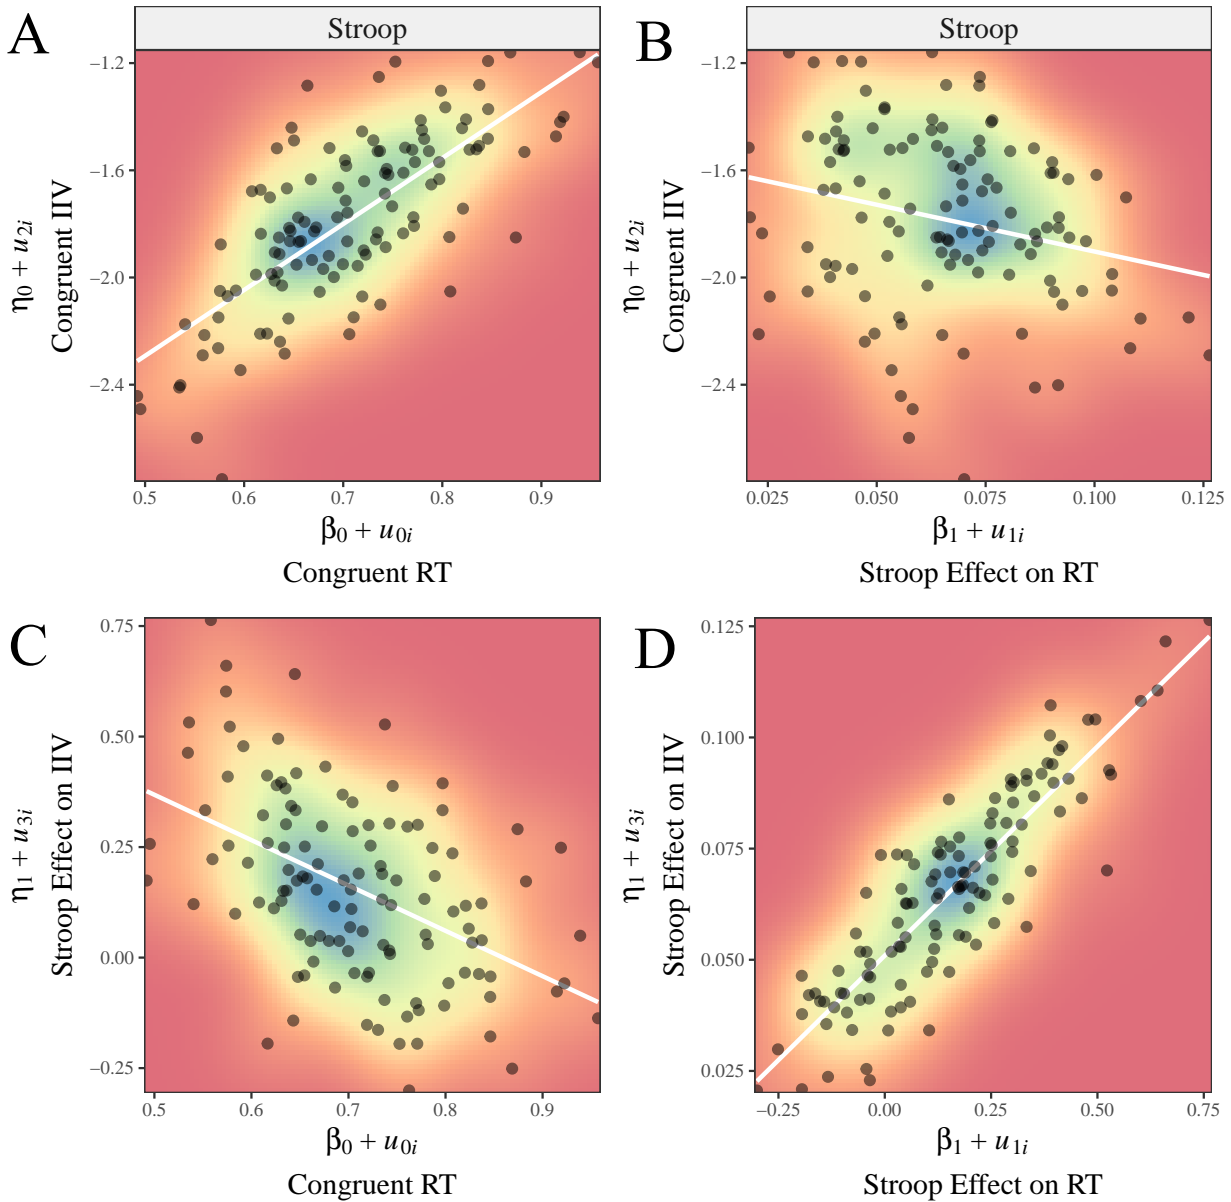 A
Stroop
−1.2
−1.6
−2.0
−2.4
η0 + u2i
Congruent IIV
0.5 0.6 0.7 0.8 0.9
β0 + u0i
Congruent RT
B
Stroop
−1.2
−1.6
−2.0
−2.4
η0 + u2i
Congruent IIV
0.025 0.050 0.075 0.100 0.125
β1 + u1i
Stroop Effect on RT
C
0.75
0.50
0.25
0.00
−0.25
η1 + u3i
Stroop Effect on IIV
0.5 0.6 0.7 0.8 0.9
β0 + u0i
Congruent RT
D
0.125
0.100
0.075
0.050
0.025
η1 + u3i
Stroop Effect on IIV
−0.25 0.00 0.25 0.50 0.75
β1 + u1i
Stroop Effect on RT